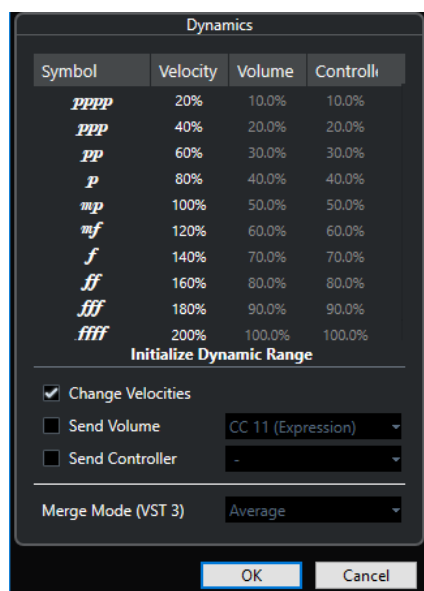 Dynamics
Symbol Velocity Volume Controlle
pppp 20% 10.0% 10.0%
ppp 40% 20.0% 20.0%
pp 60% 30.0% 30.0%
p 80% 40.0% 40.0%
mp 100% 50.0% 50.0%
mf 120% 60.0% 60.0%
f 140% 70.0% 70.0%
ff 160% 80.0% 80.0%
fff 180% 90.0% 90.0%
ffff 200% 100.0% 100.0%
Initialize Dynamic Range
Change Velocities
Send Volume CC 11 (Expression)
Send Controller -
Merge Mode (VST 3) Average
OK Cancel